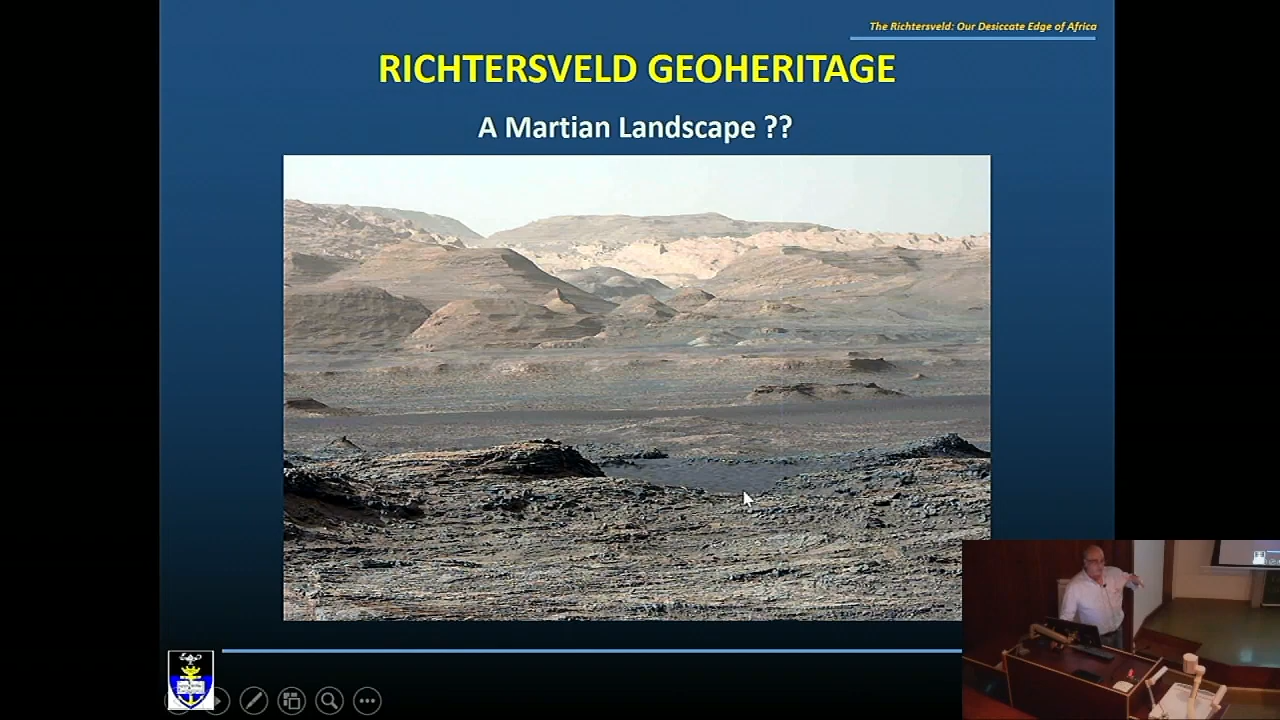 The Richtersveld: Our Desiccate Edge of Africa
RICHTERSVELD GEOHERITAGE
A Martian Landscape ??